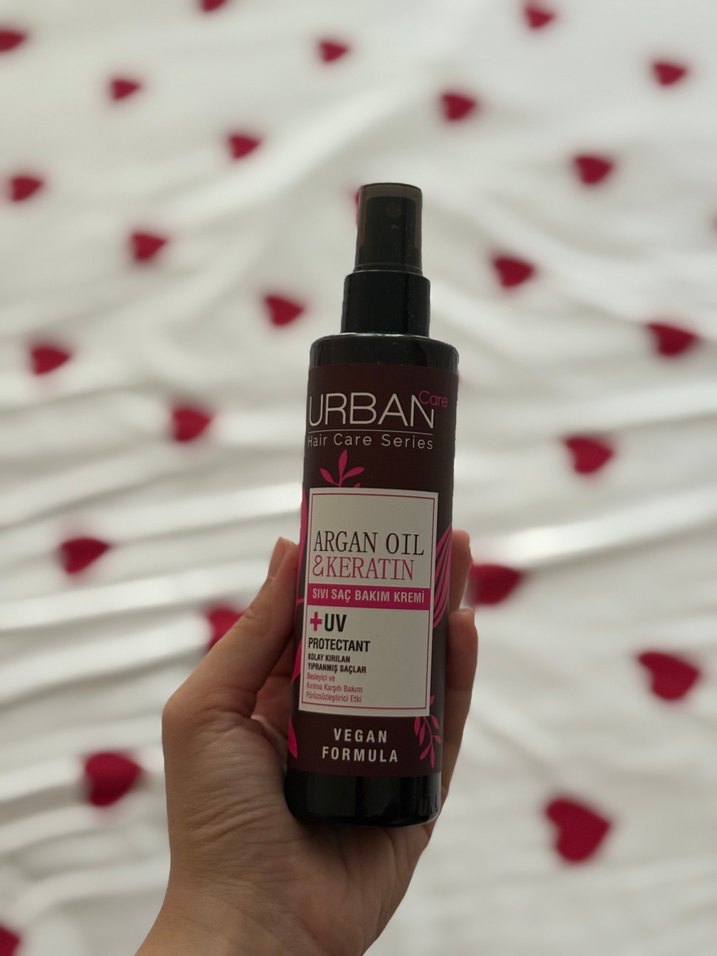 URBAN Care
Hair Care Series
ARGAN OIL
&KERATIN
SIVI SAÇ BAKIM KREMİ
+UV
PROTECTANT
KOLAY KIRILAN
YIPRANMIŞ SAÇLAR
Besleyici ve
Kırılma Karşıtı Bakım
Pürüzsüzleştirici Etki
VEGAN
FORMULA